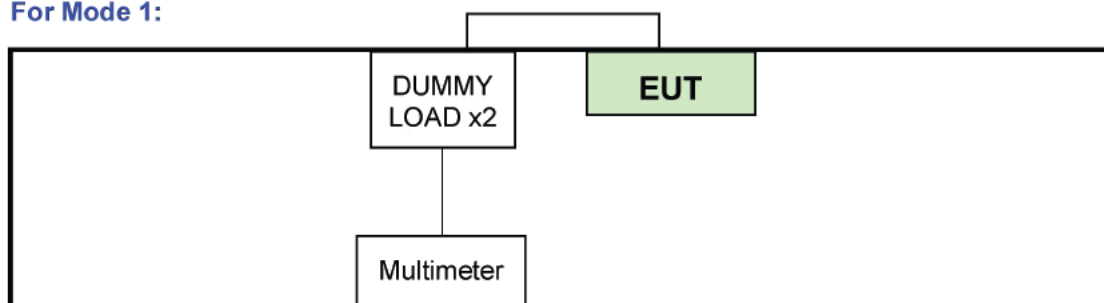 For Mode 1:
DUMMY
LOAD x2
EUT
Multimeter